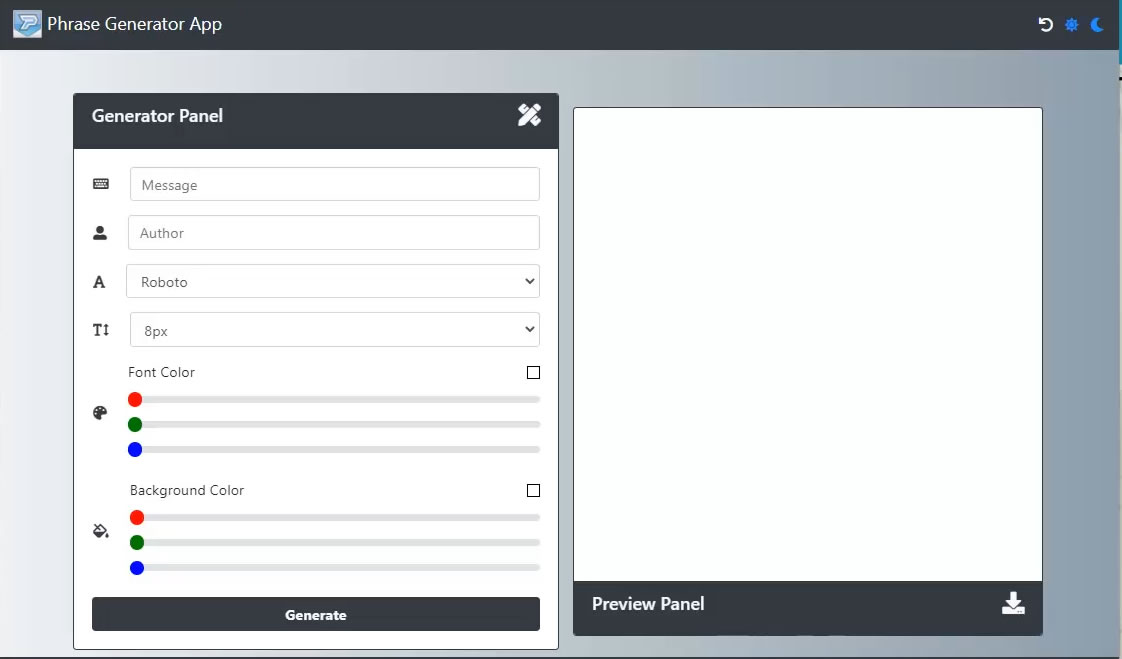 Phrase Generator App
Generator Panel
Message
Author
Roboto
8px
Font Color
Background Color
Generate
Preview Panel